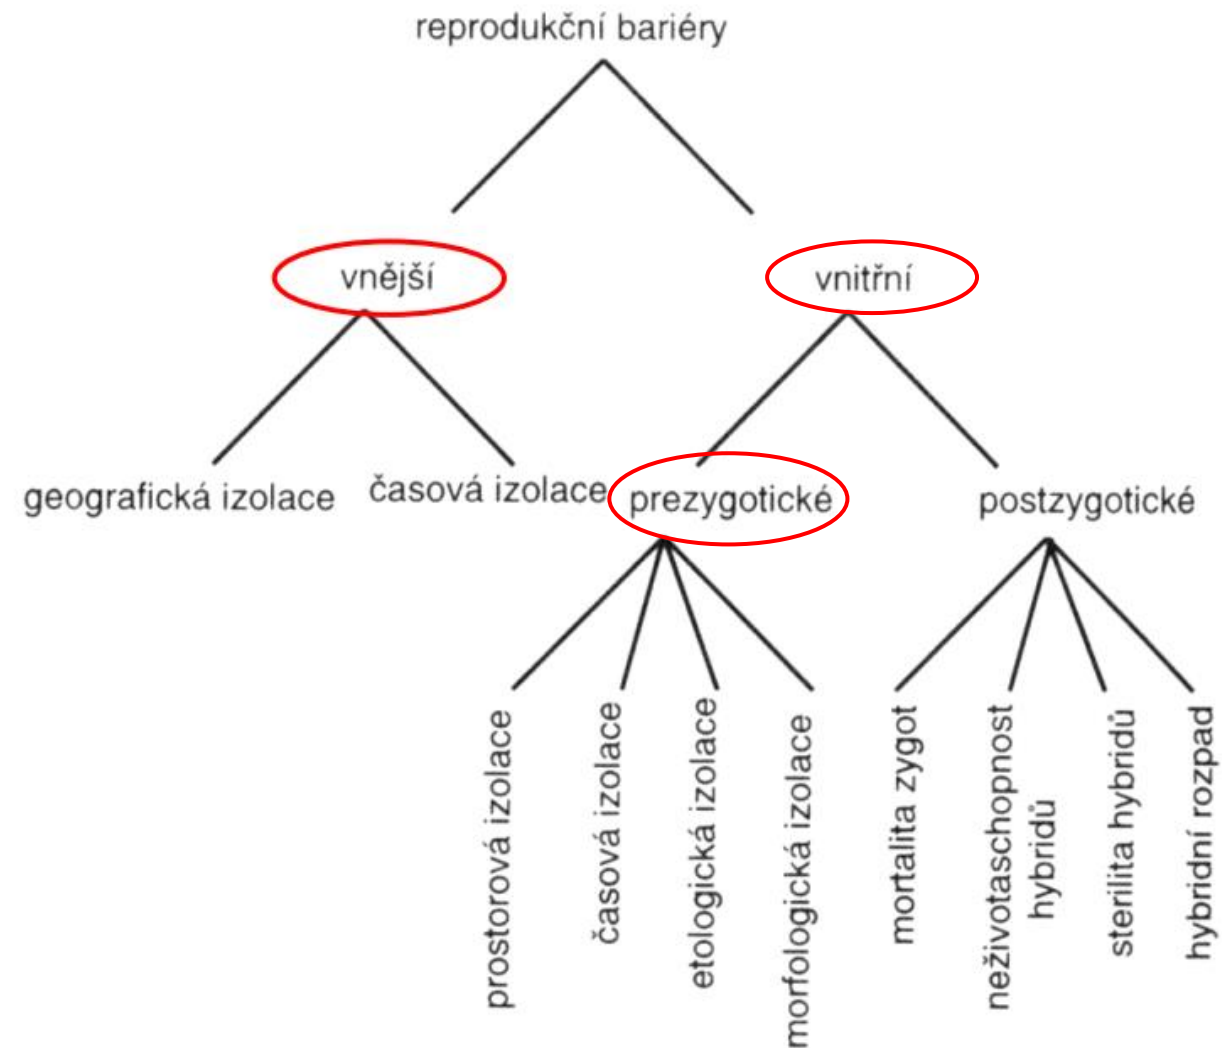 reprodukční bariéry
vnější
vnitřní
geografická izolace
časová izolace
prezygotické
postzygotické
prostorová izolace
časová izolace
etologická izolace
morfologická izolace
mortalita zygot
neživotaschopnost
hybridů
sterilita hybridů
hybridní rozpad